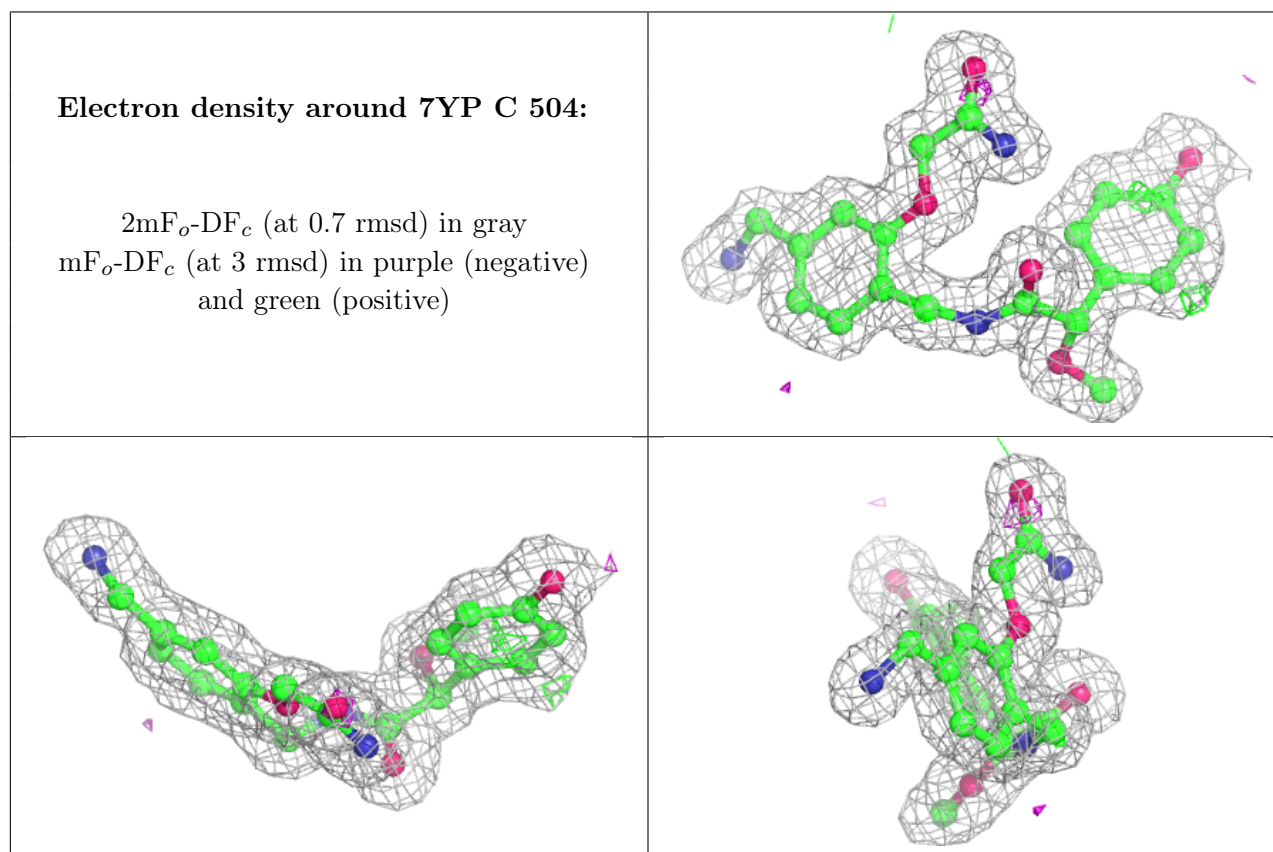 Electron density around 7YP C 504:
2mFo-DFc (at 0.7 rmsd) in gray
mFo-DFc (at 3 rmsd) in purple (negative)
and green (positive)